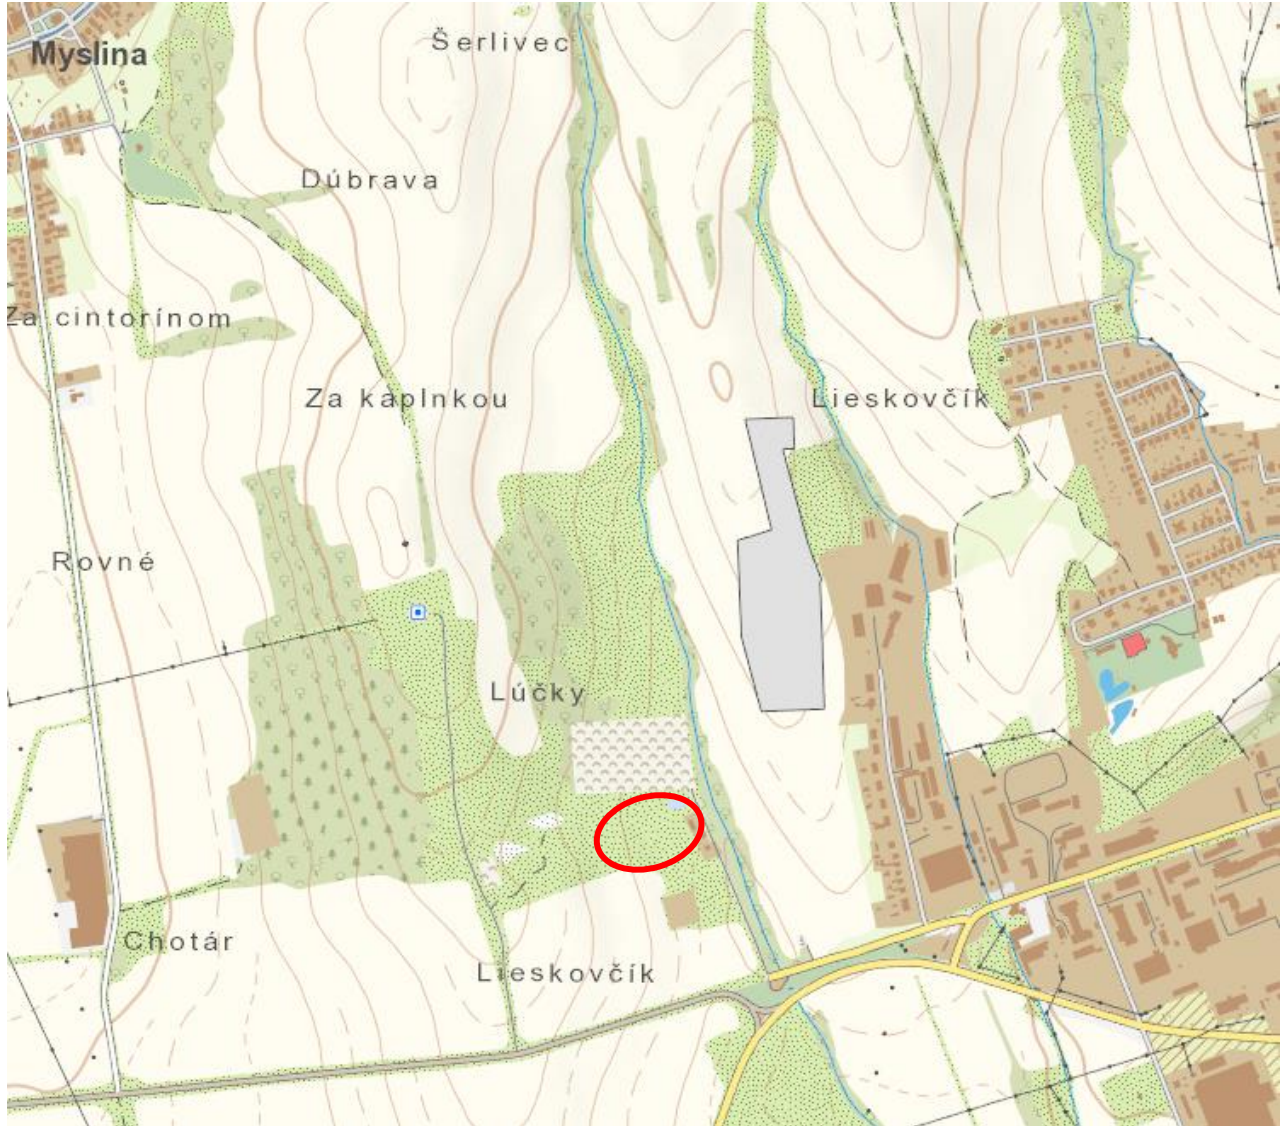 Šerlivec
Myslina
Dúbrava
Za cintorínom
Za kaplnkou
Lieskovčík
Rovné
Lúčky
Chotár
Lieskovčík